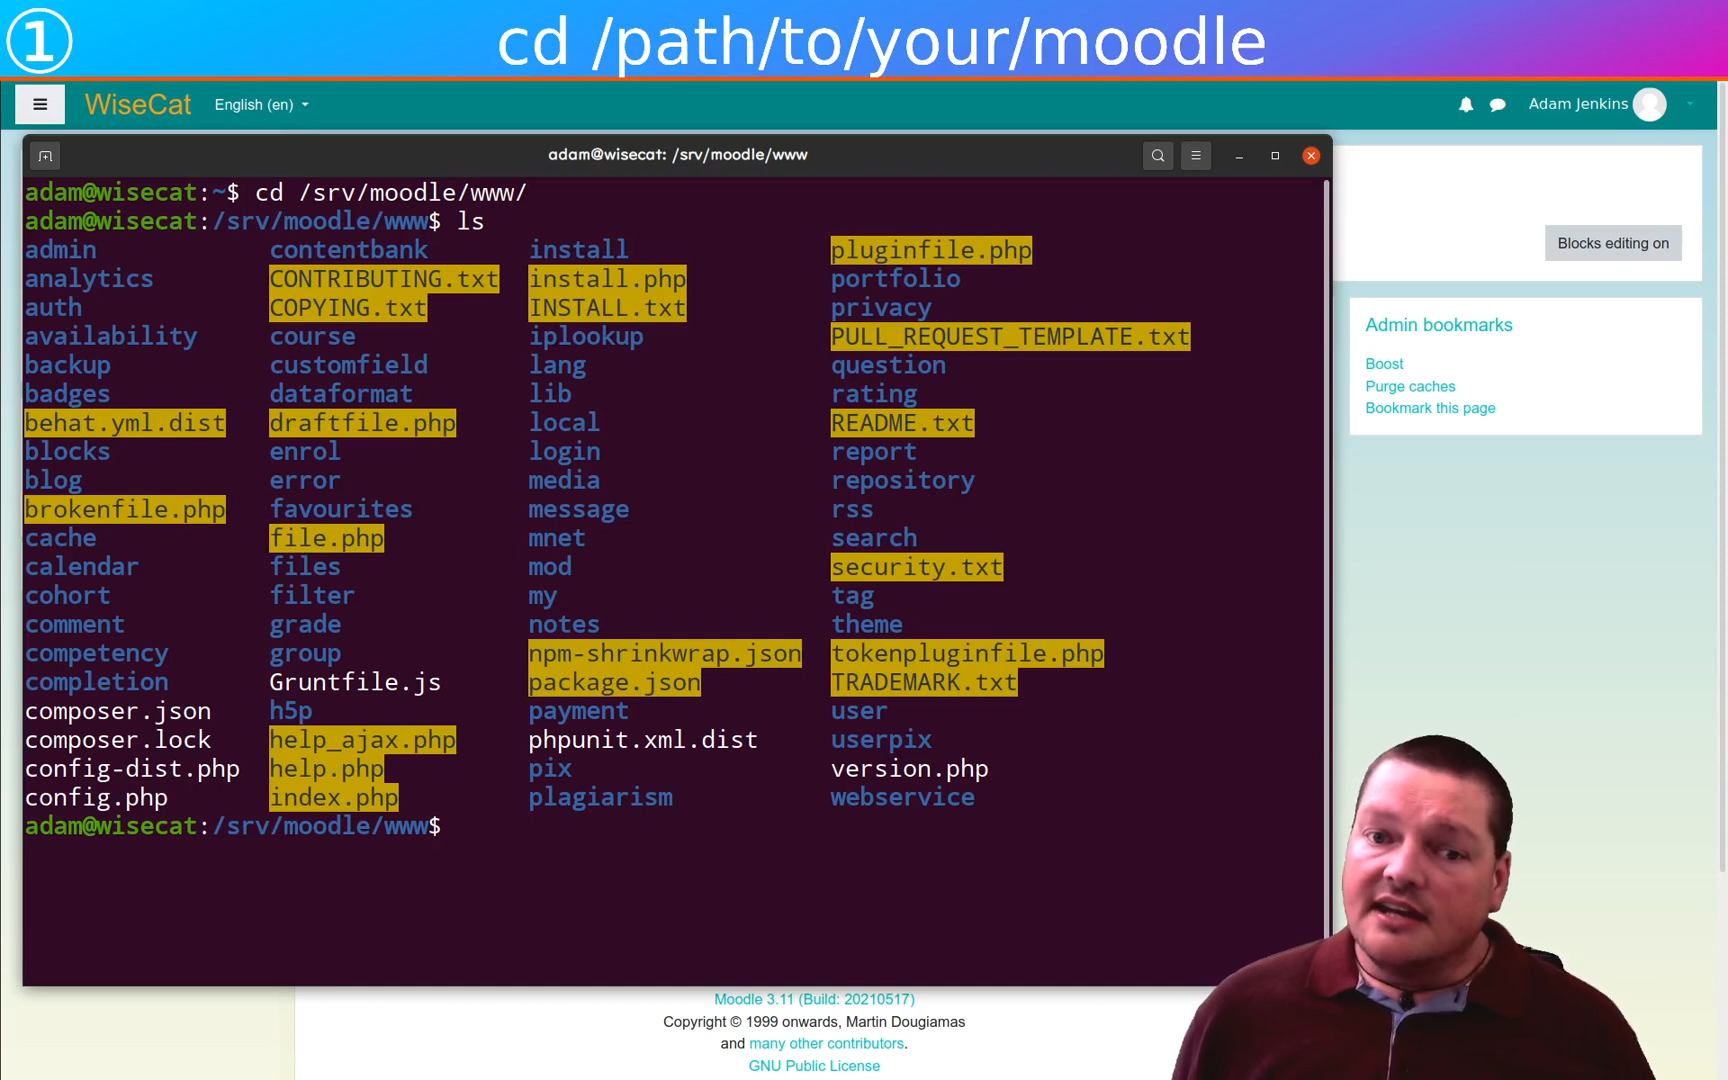 ① cd /path/to/your/moodle
WiseCat English (en) Adam Jenkins
adam@wisecat: /srv/moodle/www
adam@wisecat:~$ cd /srv/moodle/www/
adam@wisecat:/srv/moodle/www$ ls
admin contentbank install pluginfile.php
analytics CONTRIBUTING.txt install.php portfolio
auth COPYING.txt INSTALL.txt privacy
availability course iplookup PULL_REQUEST_TEMPLATE.txt
backup customfield lang question
badges dataformat lib rating
behat.yml.dist draftfile.php local README.txt
blocks enrol login report
blog error media repository
brokenfile.php favourites message rss
cache file.php mnet search
calendar files mod security.txt
cohort filter my tag
comment grade notes theme
competency group npm-shrinkwrap.json tokenpluginfile.php
completion Gruntfile.js package.json TRADEMARK.txt
composer.json h5p payment user
composer.lock help_ajax.php phpunit.xml.dist userpix
config-dist.php help.php pix version.php
config.php index.php plagiarism webservice
adam@wisecat:/srv/moodle/www$
Blocks editing on
Admin bookmarks
Boost
Purge caches
Bookmark this page
Moodle 3.11 (Build: 20210517)
Copyright © 1999 onwards, Martin Dougiamas
and many other contributors.
GNU Public License